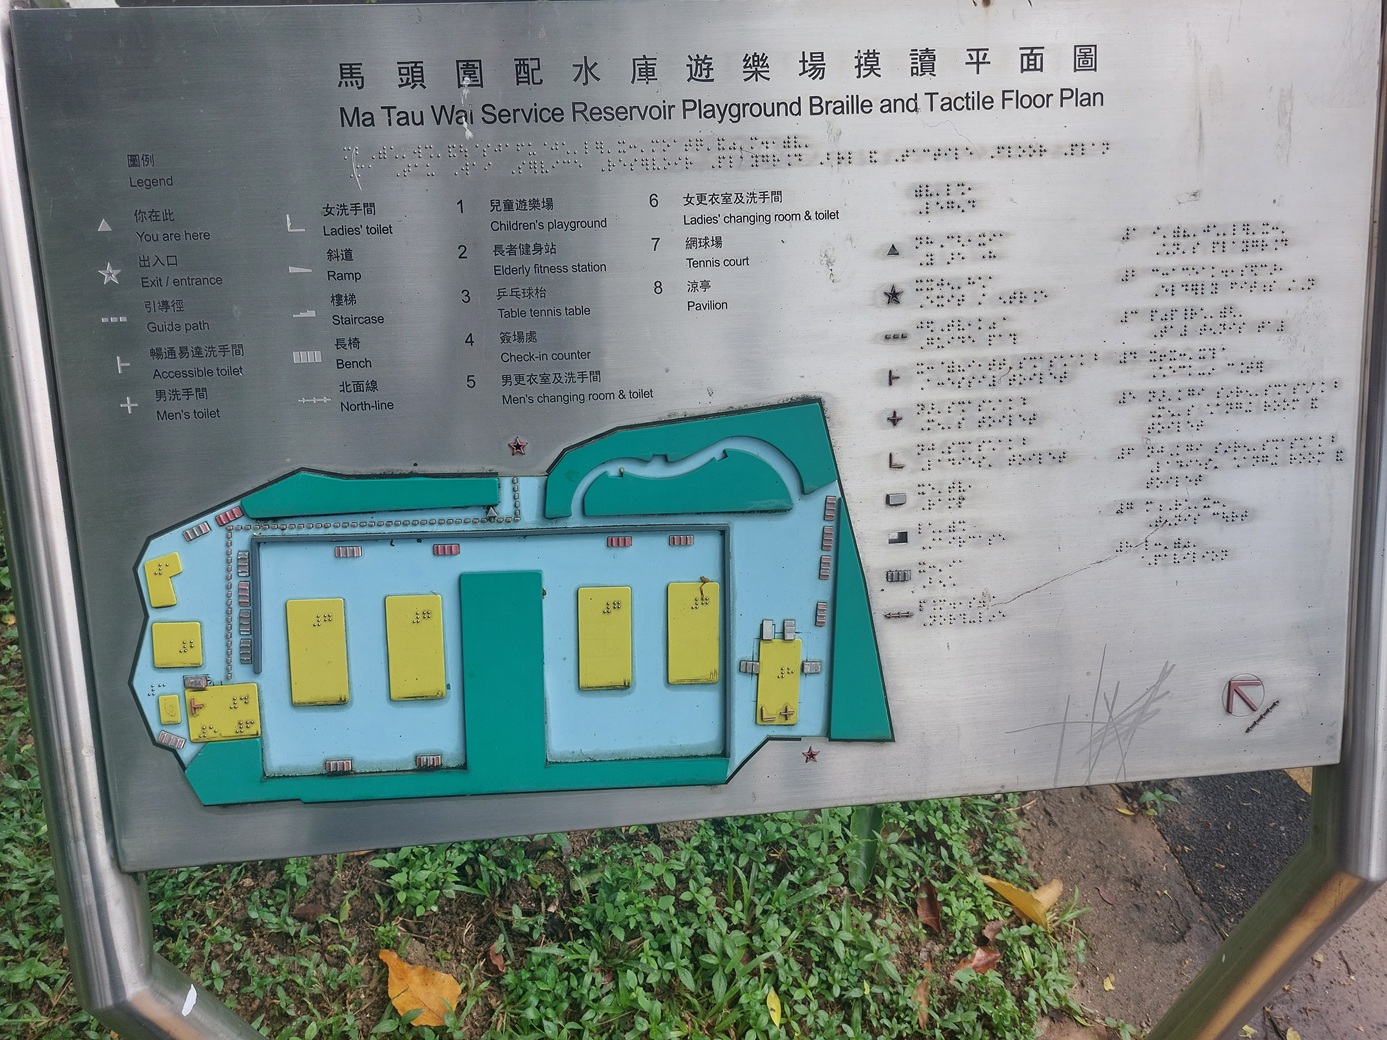 馬頭圍配水庫遊樂場摸讀平面圖
Ma Tau Wai Service Reservoir Playground Braille and Tactile Floor Plan
圖例
Legend
你在此
You are here
出入口
Exit / entrance
引導徑
Guide path
暢通易達洗手間
Accessible toilet
男洗手間
Men's toilet
女洗手間
Ladies' toilet
斜道
Ramp
樓梯
Staircase
長椅
Bench
北面線
North-line
1 兒童遊樂場
Children's playground
2 長者健身站
Elderly fitness station
3 乒乓球枱
Table tennis table
4 簽場處
Check-in counter
5 男更衣室及洗手間
Men's changing room & toilet
6 女更衣室及洗手間
Ladies' changing room & toilet
7 網球場
Tennis court
8 涼亭
Pavilion